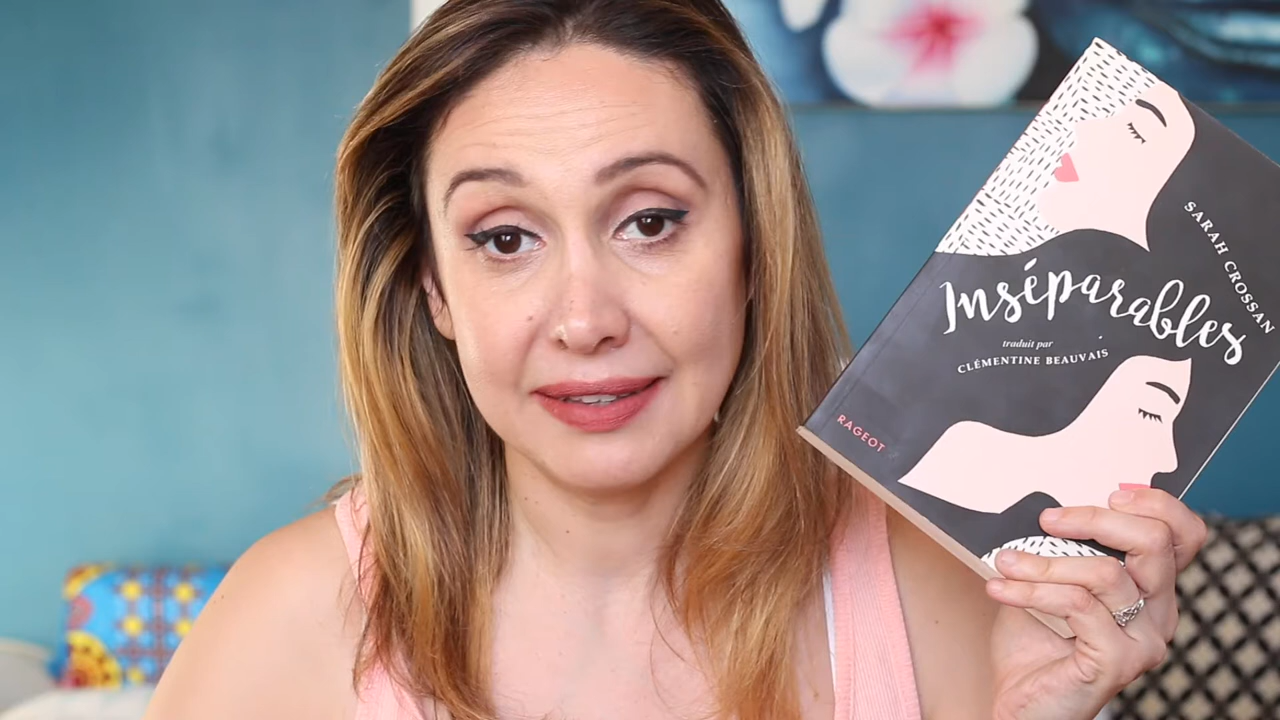 SARAH CROSSAN
Inséparables
traduit par
CLÉMENTINE BEAUVAIS
RAGEOT